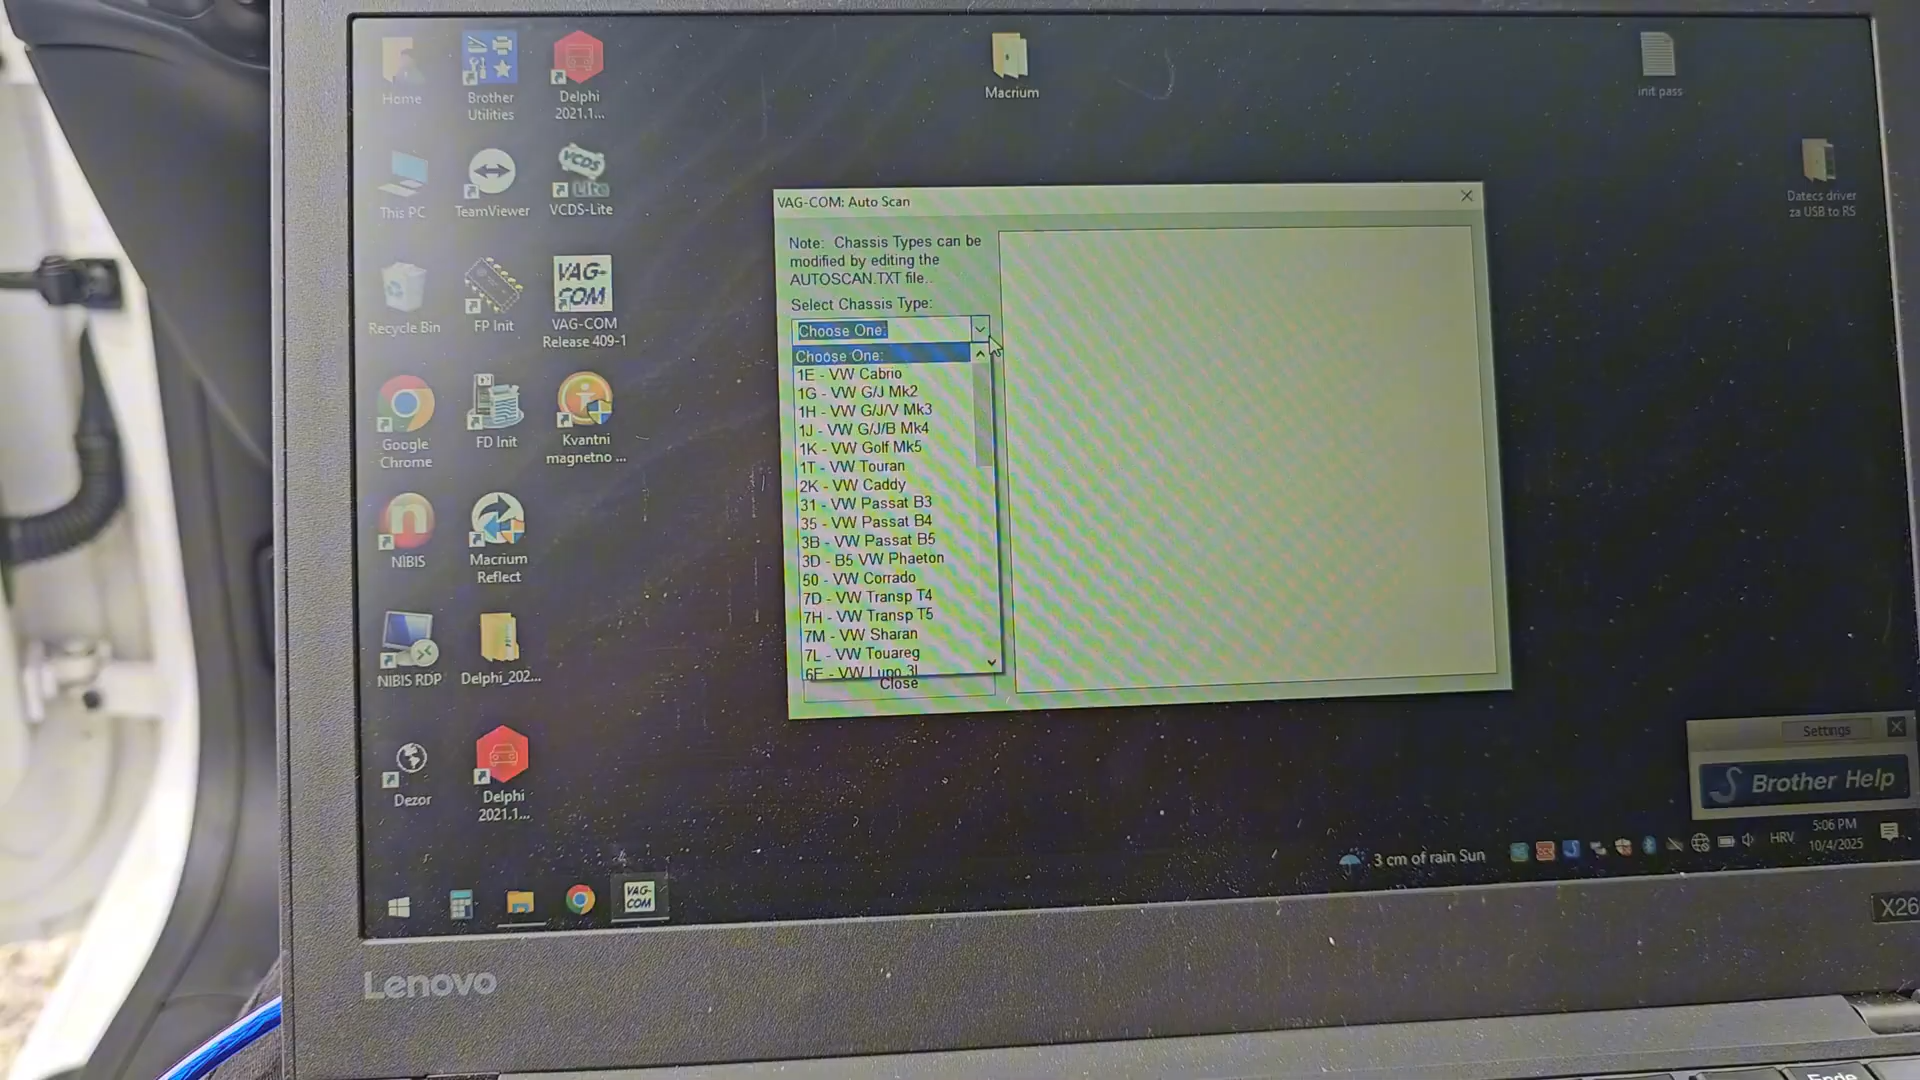 Home
Brother
Utilities
Delphi
2021.1...
Macrium
init pass
This PC
TeamViewer
VCDS
Lite
VCDS-Lite
Datecs driver
za USB to RS
Recycle Bin
FP Init
VAG-
COM
VAG-COM
Release 409-1
Google
Chrome
FD Init
Kvantni
magnetno ...
NIBIS
Macrium
Reflect
NIBIS RDP
Delphi_202...
Dezor
Delphi
2021.1...
VAG-COM: Auto Scan
Note: Chassis Types can be
modified by editing the
AUTOSCAN.TXT file..
Select Chassis Type:
Choose One:
Choose One:
1E - VW Cabrio
1G - VW G/J Mk2
1H - VW G/J/V Mk3
1J - VW G/J/B Mk4
1K - VW Golf Mk5
1T - VW Touran
2K - VW Caddy
31 - VW Passat B3
35 - VW Passat B4
3B - VW Passat B5
3D - B5 VW Phaeton
50 - VW Corrado
7D - VW Transp T4
7H - VW Transp T5
7M - VW Sharan
7L - VW Touareg
6E - VW Lupo 3L
Close
Settings
Brother Help
3 cm of rain Sun
HRV
5:06 PM
10/4/2025
VAG-
COM
X26
Lenovo
Ende